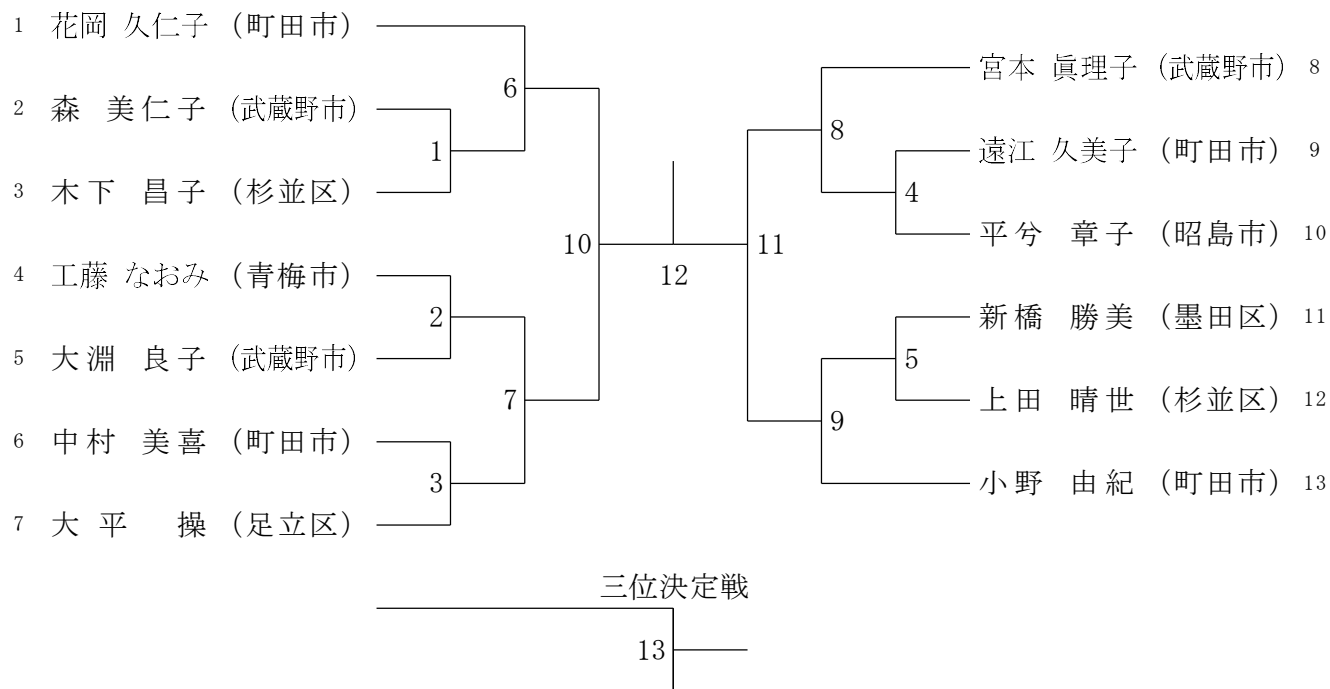 1 花岡 久仁子 (町田市)
2 森 美仁子 (武蔵野市)
3 木下 昌子 (杉並区)
4 工藤 なおみ (青梅市)
5 大淵 良子 (武蔵野市)
6 中村 美喜 (町田市)
7 大平 操 (足立区)
6
1
2
7
3
10
12
11
8
4
5
9
宮本 眞理子 (武蔵野市) 8
遠江 久美子 (町田市) 9
平兮 章子 (昭島市) 10
新橋 勝美 (墨田区) 11
上田 晴世 (杉並区) 12
小野 由紀 (町田市) 13
三位決定戦
13